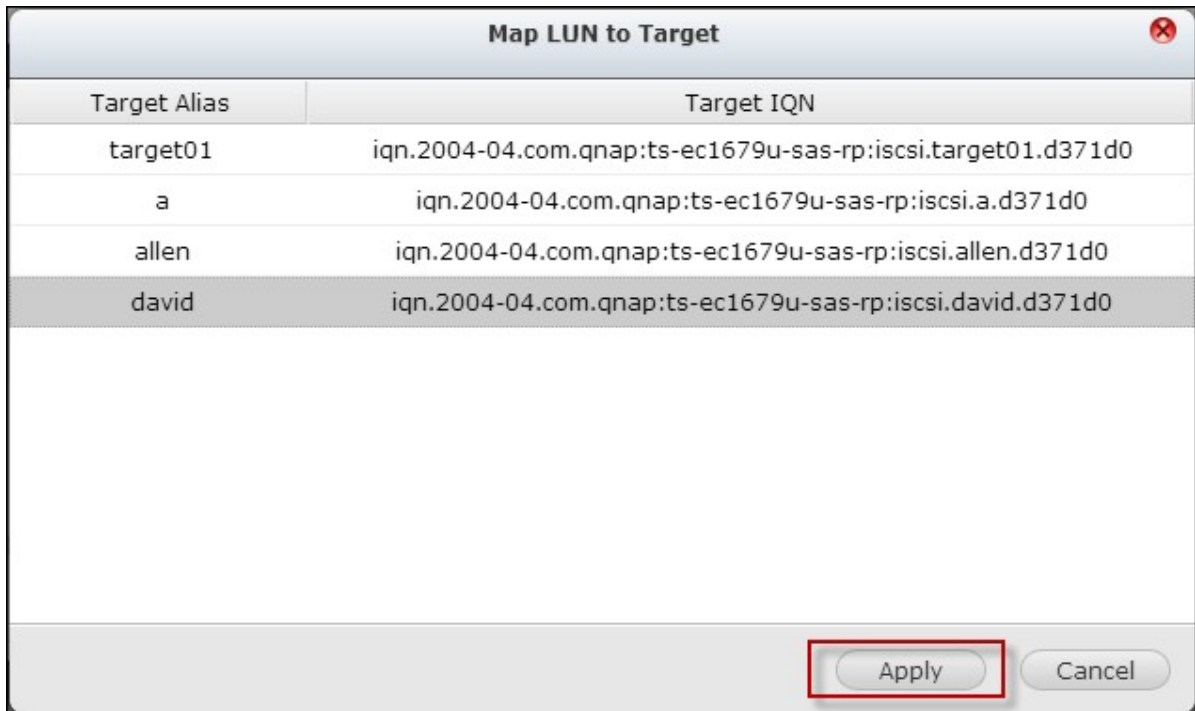 Map LUN to Target
Target Alias Target IQN
target01 iqn.2004-04.com.qnap:ts-ec1679u-sas-rp:iscsi.target01.d371d0
a iqn.2004-04.com.qnap:ts-ec1679u-sas-rp:iscsi.a.d371d0
allen iqn.2004-04.com.qnap:ts-ec1679u-sas-rp:iscsi.allen.d371d0
david iqn.2004-04.com.qnap:ts-ec1679u-sas-rp:iscsi.david.d371d0
Apply Cancel